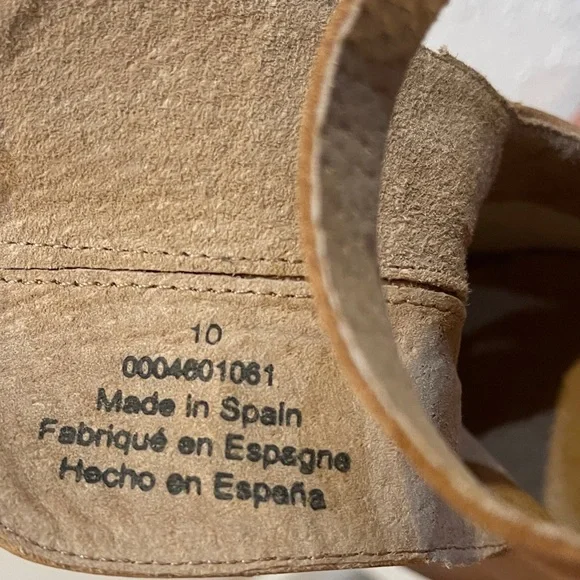 10
0004601061
Made in Spain
Fabriqué en Espagne
Hecho en España